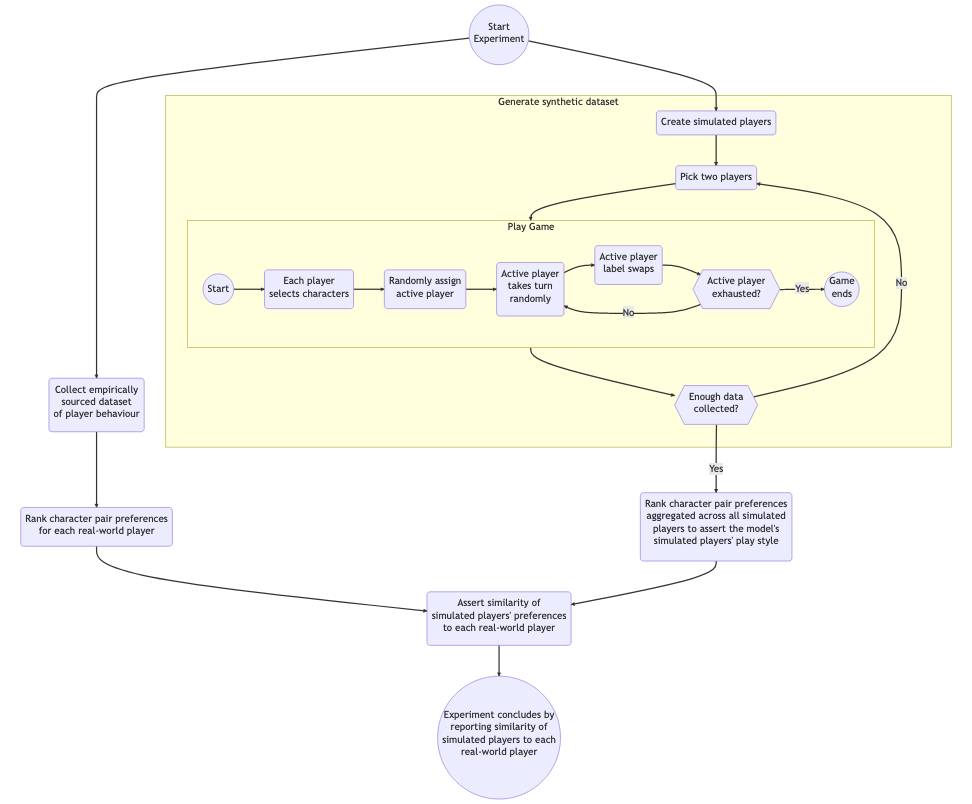 Start
Experiment
Generate synthetic dataset
Create simulated players
Pick two players
Play Game
Start
Each player
selects characters
Randomly assign
active player
Active player
takes turn
randomly
Active player
label swaps
Active player
exhausted?
Yes
Game
ends
No
No
Enough data
collected?
Yes
Collect empirically
sourced dataset
of player behaviour
Rank character pair preferences
for each real-world player
Rank character pair preferences
aggregated across all simulated
players to assert the model's
simulated players' play style
Assert similarity of
simulated players' preferences
to each real-world player
Experiment concludes by
reporting similarity of
simulated players to each
real-world player